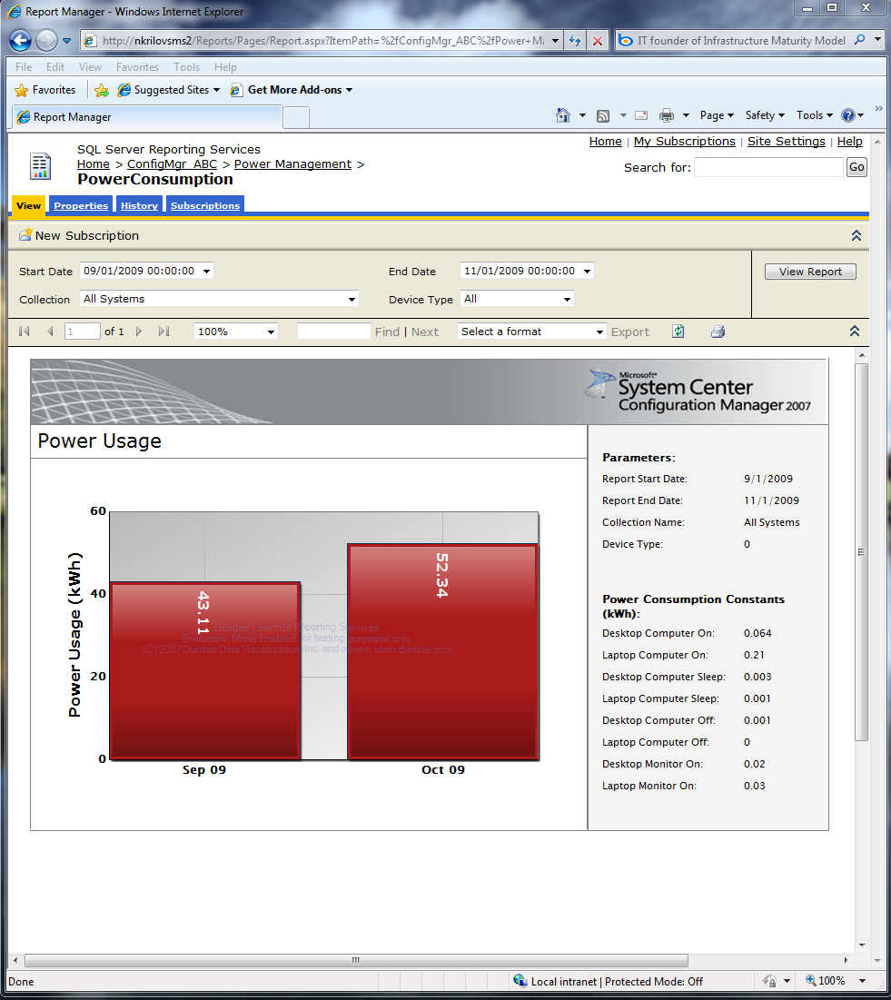 Report Manager - Windows Internet Explorer
http://nkrilovsms2/Reports/Pages/Report.aspx?ItemPath=%2fConfigMgr_ABC%2fPower+M
IT founder of Infrastructure Maturity Model
File Edit View Favorites Tools Help
Favorites Suggested Sites Get More Add-ons
Report Manager
Page Safety Tools
Home | My Subscriptions | Site Settings | Help
SQL Server Reporting Services
Home > ConfigMgr_ABC > Power Management >
PowerConsumption
Search for: Go
View Properties History Subscriptions
New Subscription
Start Date 09/01/2009 00:00:00 End Date 11/01/2009 00:00:00 View Report
Collection All Systems Device Type All
1 of 1 100% Find | Next Select a format Export
Microsoft®
System Center
Configuration Manager 2007
Power Usage
Power Usage (kWh)
60
40
20
0
43.11
52.34
Sep 09 Oct 09
Dundas Chart for Reporting Services
Evaluation Mode Enabled, for testing purposes only
(C) 2007 Dundas Data Visualization, Inc. and others, www.dundas.com
Parameters:
Report Start Date: 9/1/2009
Report End Date: 11/1/2009
Collection Name: All Systems
Device Type: 0
Power Consumption Constants
(kWh):
Desktop Computer On: 0.064
Laptop Computer On: 0.21
Desktop Computer Sleep: 0.003
Laptop Computer Sleep: 0.001
Desktop Computer Off: 0.001
Laptop Computer Off: 0
Desktop Monitor On: 0.02
Laptop Monitor On: 0.03
Done Local intranet | Protected Mode: Off 100%